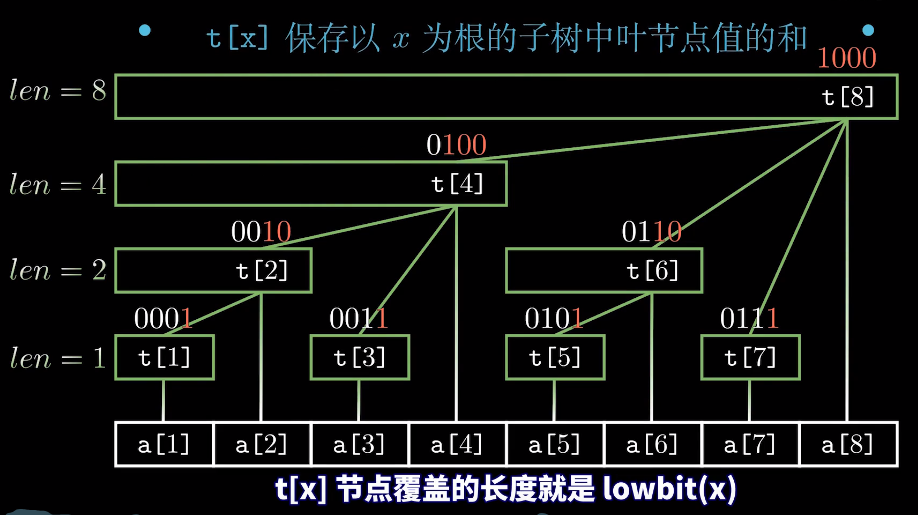 t[x] 保存以 x 为根的子树中叶节点值的和
1000
len = 8
t[8]
0100
len = 4
t[4]
0010
0110
len = 2
t[2]
t[6]
0001
0011
0101
0111
len = 1
t[1]
t[3]
t[5]
t[7]
a[1] a[2] a[3] a[4] a[5] a[6] a[7] a[8]
t[x] 节点覆盖的长度就是 lowbit(x)